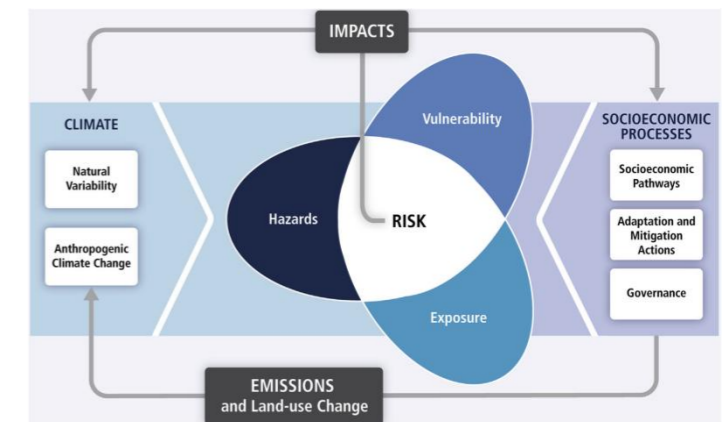 IMPACTS
CLIMATE
Natural
Variability
Anthropogenic
Climate Change
Vulnerability
Hazards
RISK
Exposure
SOCIOECONOMIC
PROCESSES
Socioeconomic
Pathways
Adaptation and
Mitigation
Actions
Governance
EMISSIONS
and Land-use Change